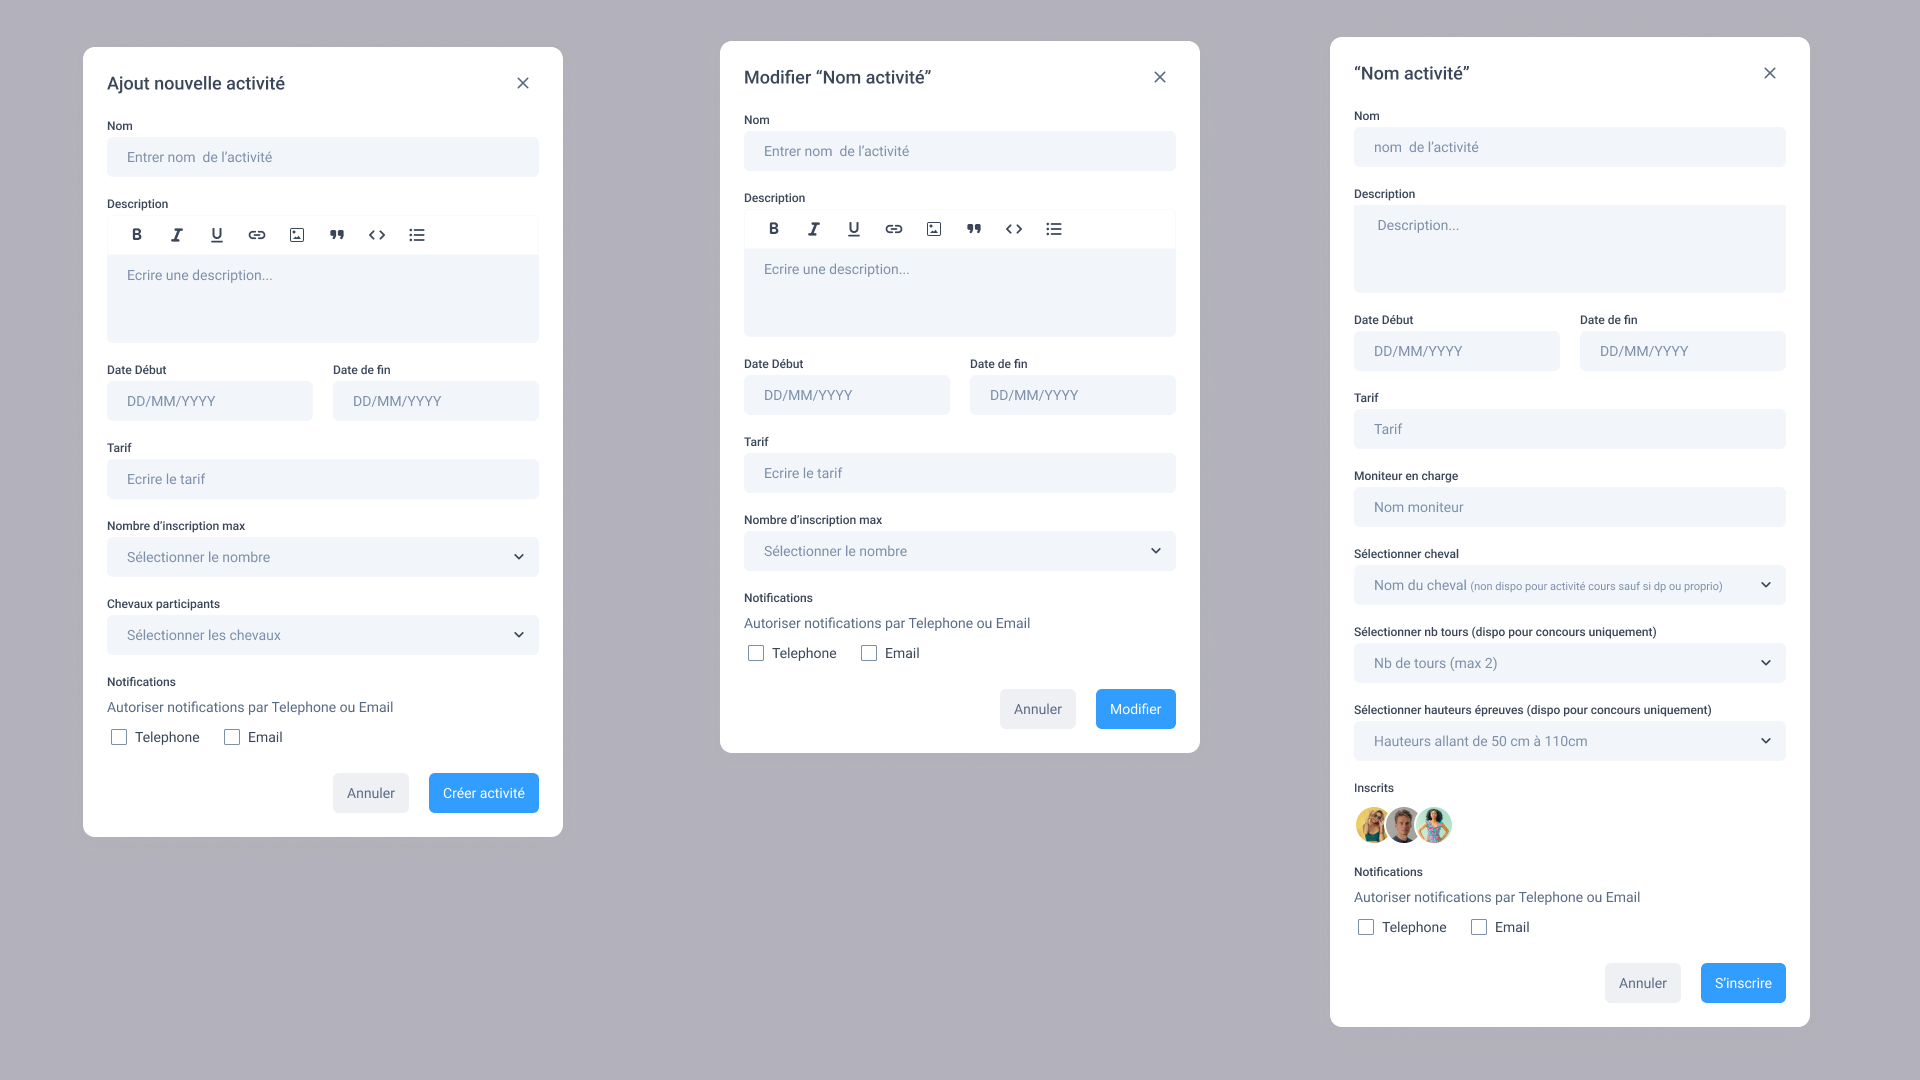 Ajout nouvelle activité
Nom
Entrer nom  de l’activité
Description
B I U
Ecrire une description...
Date Début
Date de fin
DD/MM/YYYY
DD/MM/YYYY
Tarif
Ecrire le tarif
Nombre d’inscription max
Sélectionner le nombre
Chevaux participants
Sélectionner les chevaux
Notifications
Autoriser notifications par Telephone ou Email
Telephone
Email
Annuler
Créer activité
Modifier “Nom activité”
Nom
Entrer nom  de l’activité
Description
B I U
Ecrire une description...
Date Début
Date de fin
DD/MM/YYYY
DD/MM/YYYY
Tarif
Ecrire le tarif
Nombre d’inscription max
Sélectionner le nombre
Notifications
Autoriser notifications par Telephone ou Email
Telephone
Email
Annuler
Modifier
“Nom activité”
Nom
nom  de l’activité
Description
Description...
Date Début
Date de fin
DD/MM/YYYY
DD/MM/YYYY
Tarif
Tarif
Moniteur en charge
Nom moniteur
Sélectionner cheval
Nom du cheval (non dispo pour activité cours sauf si dp ou proprio)
Sélectionner nb tours (dispo pour concours uniquement)
Nb de tours (max 2)
Sélectionner hauteurs épreuves (dispo pour concours uniquement)
Hauteurs allant de 50 cm à 110cm
Inscrits
Notifications
Autoriser notifications par Telephone ou Email
Telephone
Email
Annuler
S’inscrire